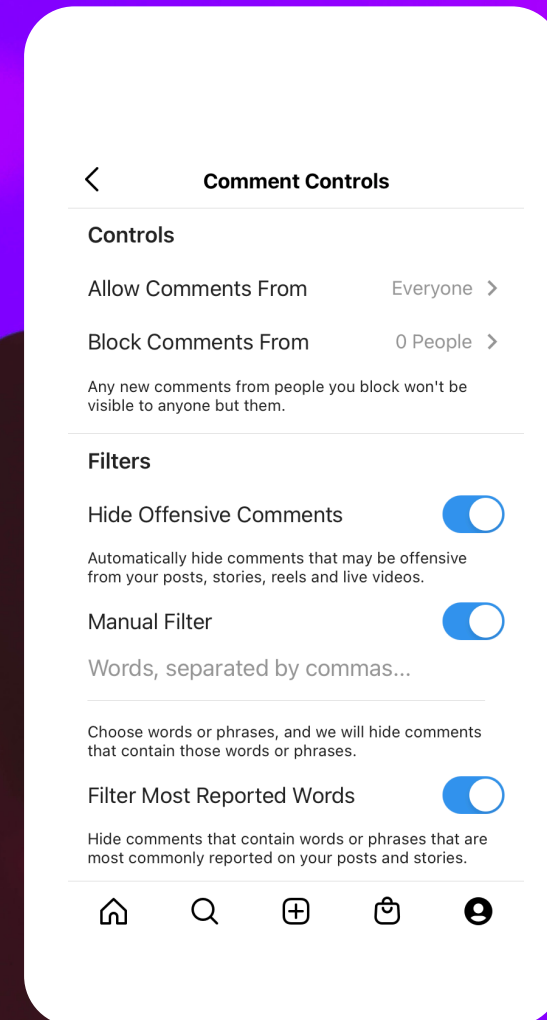 Comment Controls
Controls
Allow Comments From Everyone
Block Comments From 0 People
Any new comments from people you block won't be
visible to anyone but them.
Filters
Hide Offensive Comments
Automatically hide comments that may be offensive
from your posts, stories, reels and live videos.
Manual Filter
Words, separated by commas...
Choose words or phrases, and we will hide comments
that contain those words or phrases.
Filter Most Reported Words
Hide comments that contain words or phrases that are
most commonly reported on your posts and stories.